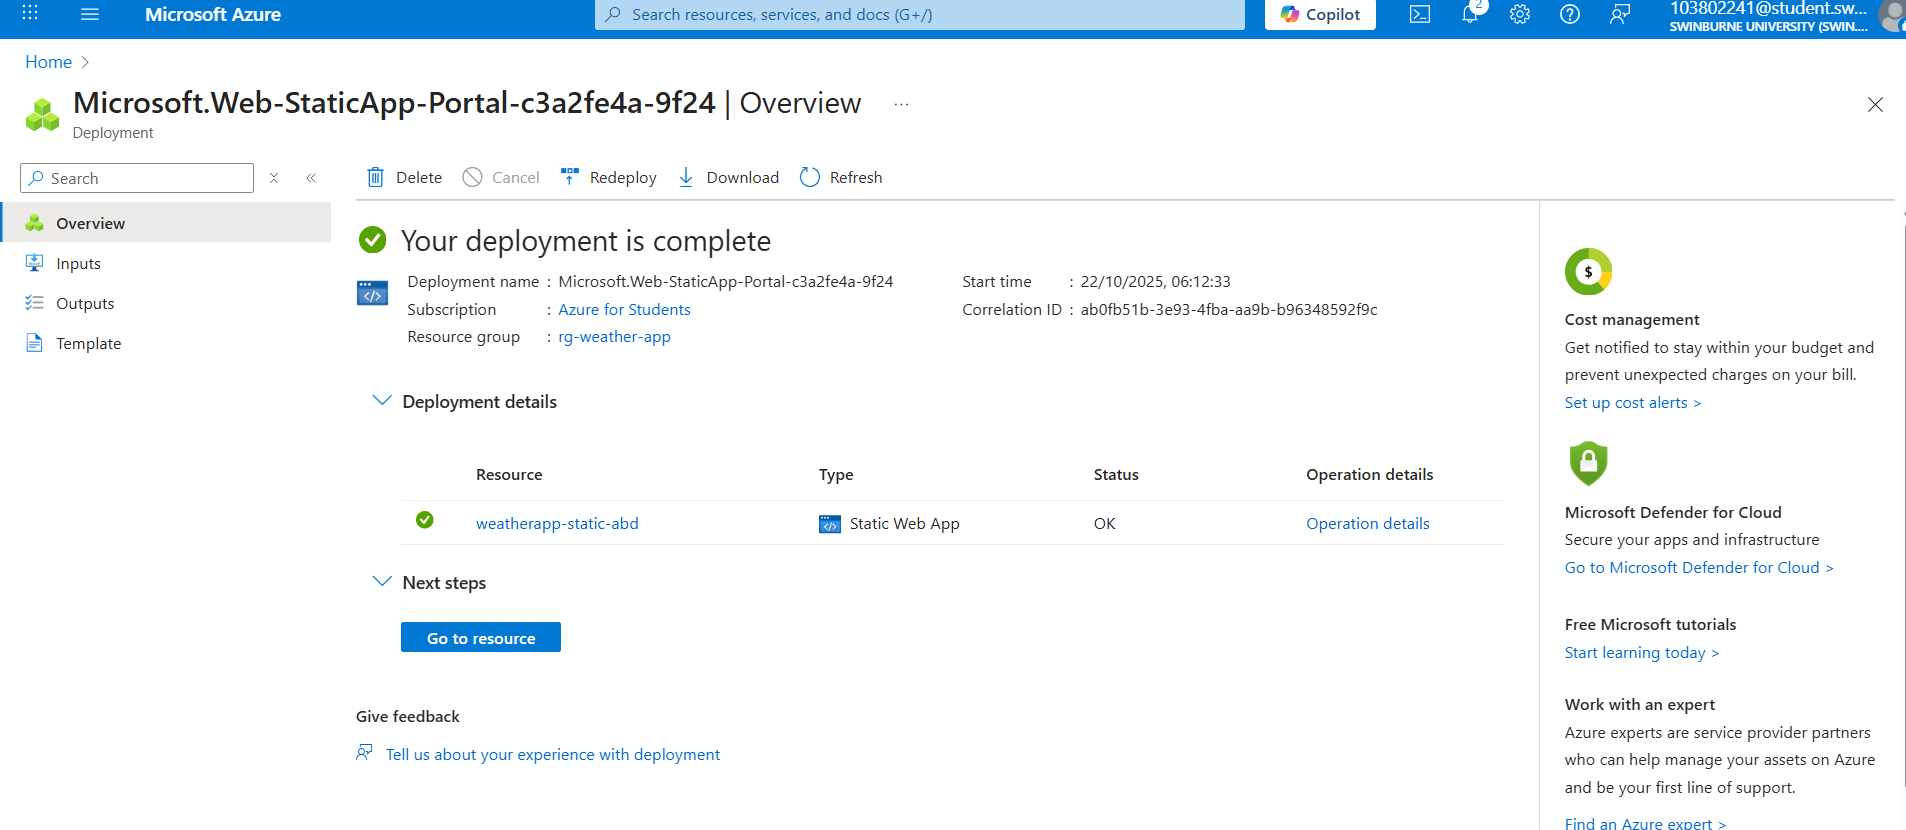 Microsoft Azure
Search resources, services, and docs (G+/)
Copilot
2
103802241@student.sw...
SWINBURNE UNIVERSITY (SWIN....
Home
Microsoft.Web-StaticApp-Portal-c3a2fe4a-9f24 | Overview ...
Deployment
Search
Delete
Cancel
Redeploy
Download
Refresh
Overview
Inputs
Outputs
Template
Your deployment is complete
Deployment name : Microsoft.Web-StaticApp-Portal-c3a2fe4a-9f24
Subscription : Azure for Students
Resource group : rg-weather-app
Start time : 22/10/2025, 06:12:33
Correlation ID : ab0fb51b-3e93-4fba-aa9b-b96348592f9c
Deployment details
Resource Type Status Operation details
weatherapp-static-abd Static Web App OK Operation details
Next steps
Go to resource
Give feedback
Tell us about your experience with deployment
$
Cost management
Get notified to stay within your budget and
prevent unexpected charges on your bill.
Set up cost alerts >
Microsoft Defender for Cloud
Secure your apps and infrastructure
Go to Microsoft Defender for Cloud >
Free Microsoft tutorials
Start learning today >
Work with an expert
Azure experts are service provider partners
who can help manage your assets on Azure
and be your first line of support.
Find an Azure expert >